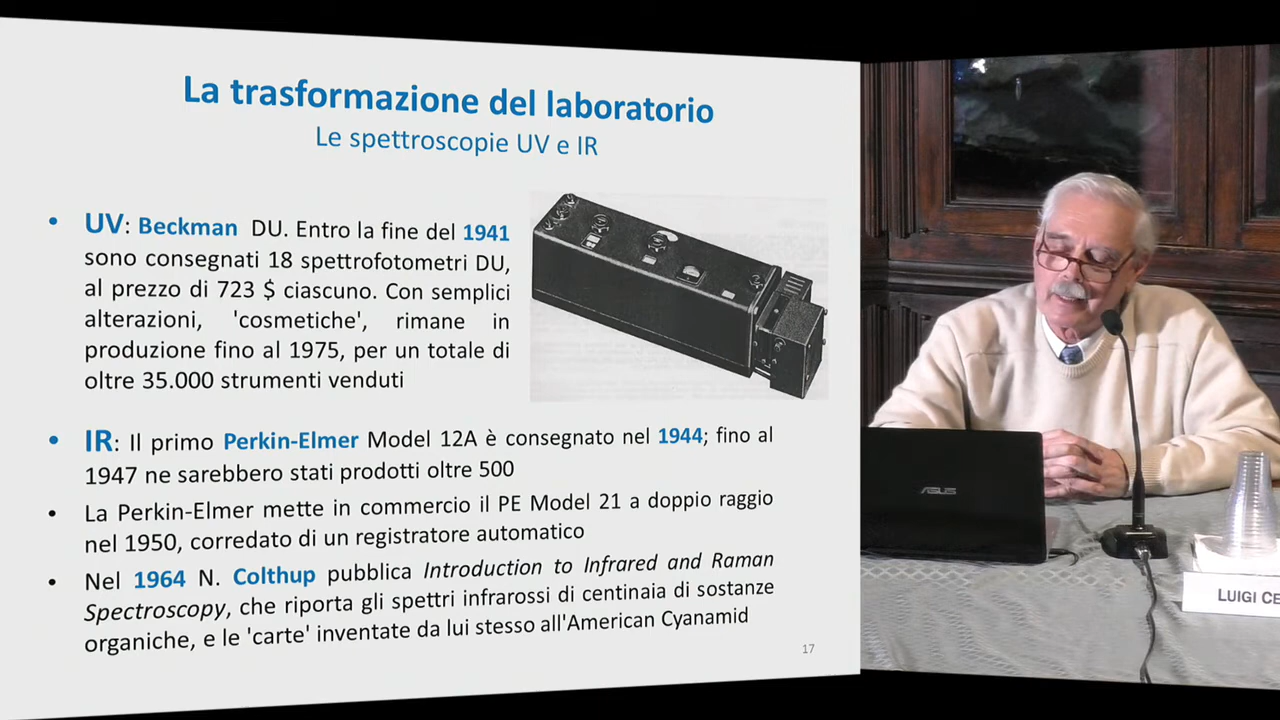 La trasformazione del laboratorio
Le spettroscopie UV e IR
• UV: Beckman DU. Entro la fine del 1941
sono consegnati 18 spettrofotometri DU,
al prezzo di 723 $ ciascuno. Con semplici
alterazioni, 'cosmetiche', rimane in
produzione fino al 1975, per un totale di
oltre 35.000 strumenti venduti
• IR: Il primo Perkin-Elmer Model 12A è consegnato nel 1944; fino al
1947 ne sarebbero stati prodotti oltre 500
• La Perkin-Elmer mette in commercio il PE Model 21 a doppio raggio
nel 1950, corredato di un registratore automatico
• Nel 1964 N. Colthup pubblica Introduction to Infrared and Raman
Spectroscopy, che riporta gli spettri infrarossi di centinaia di sostanze
organiche, e le 'carte' inventate da lui stesso all'American Cyanamid
17
ASUS
LUIGI CE